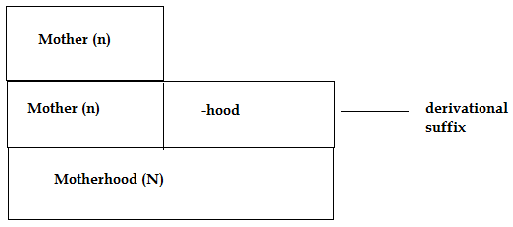 Mother (n)
Mother (n) -hood derivational
suffix
Motherhood (N)